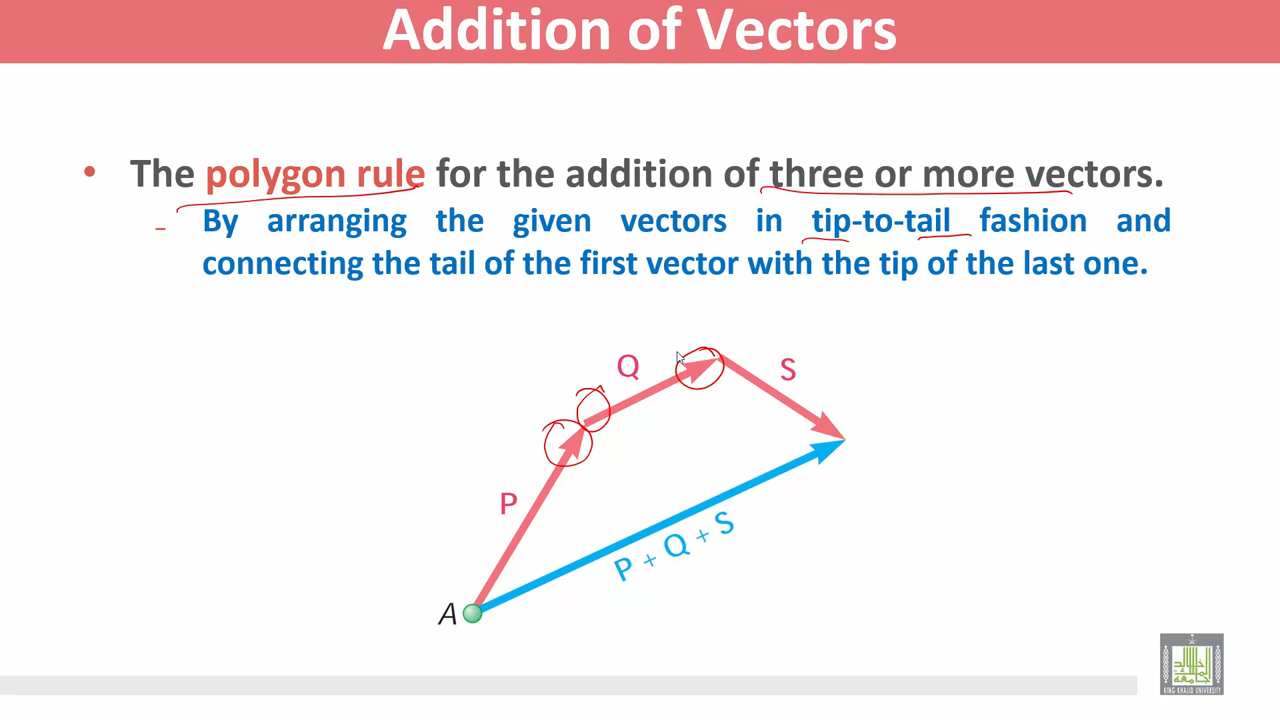 Addition of Vectors
• The polygon rule for the addition of three or more vectors.
– By arranging the given vectors in tip-to-tail fashion and
connecting the tail of the first vector with the tip of the last one.
Q
S
P
P + Q + S
A
KING KHALID UNIVERSITY